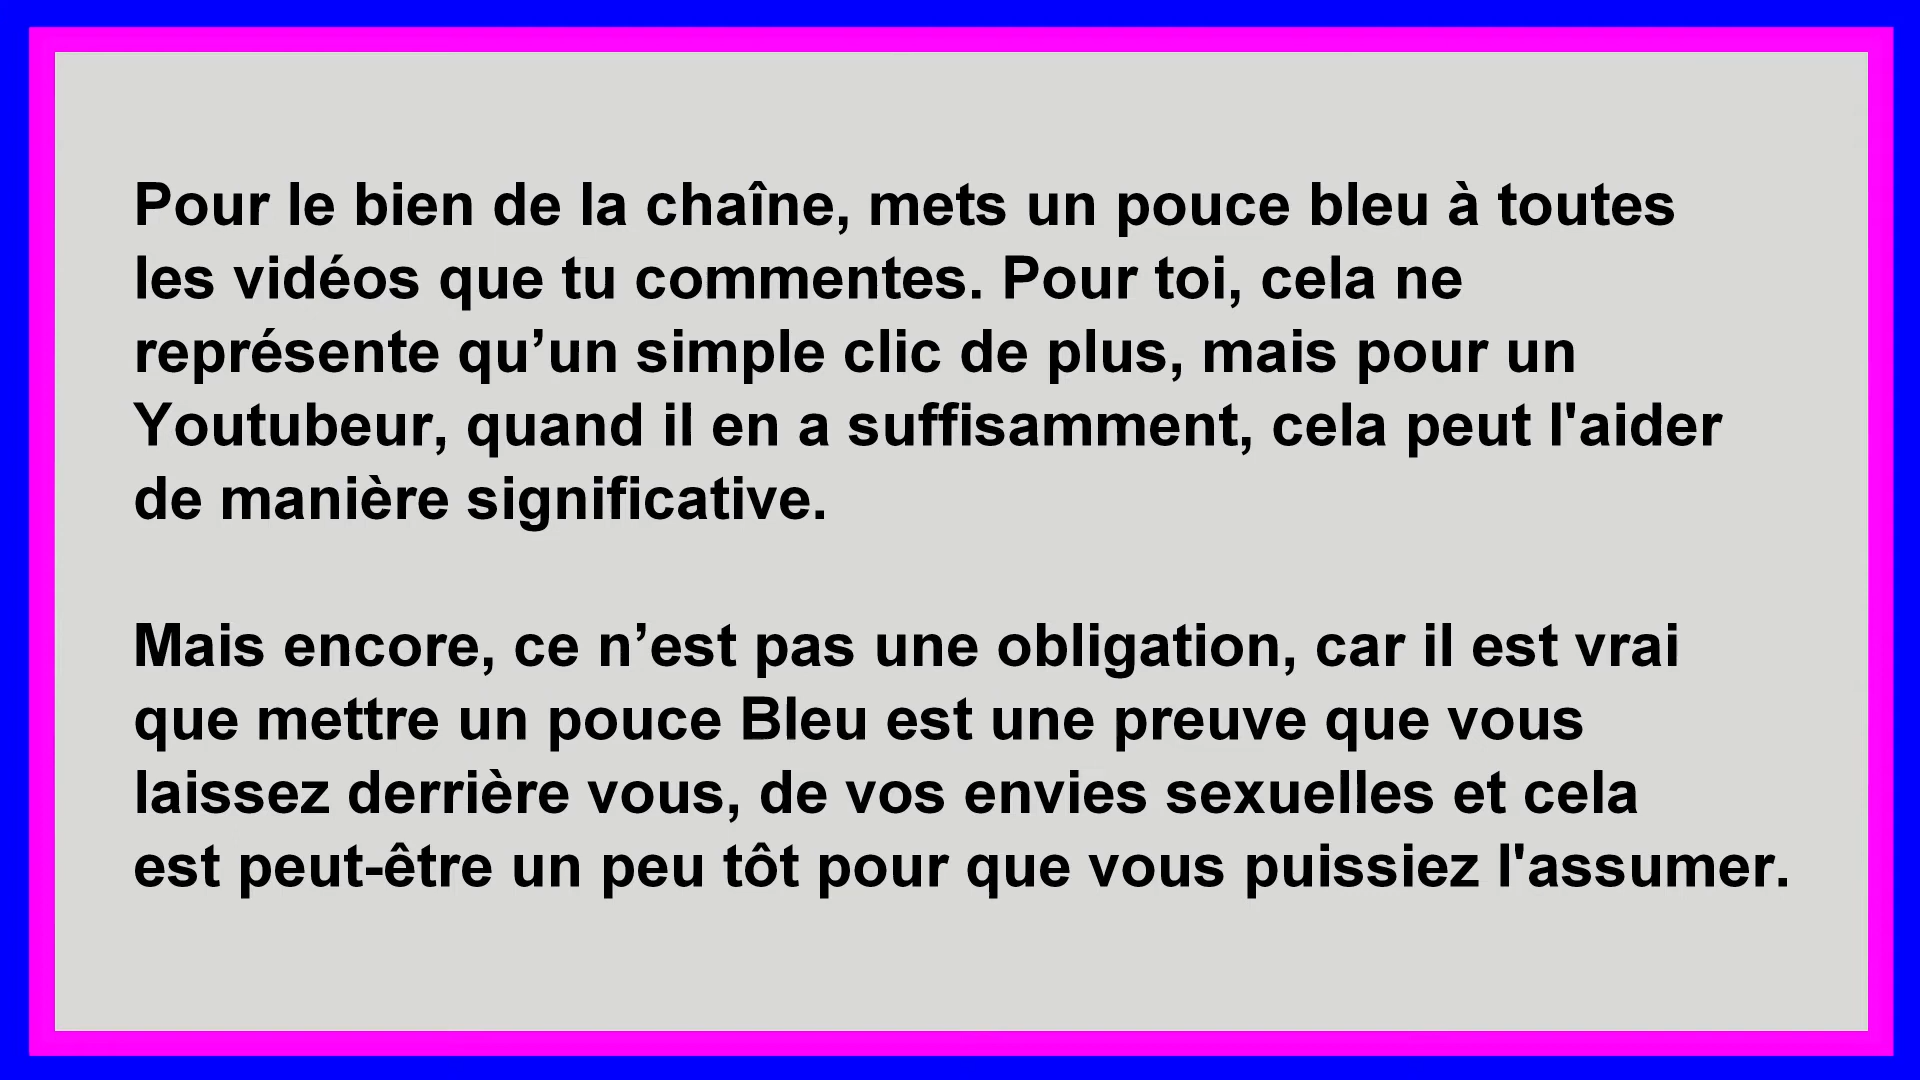 Pour le bien de la chaîne, mets un pouce bleu à toutes
les vidéos que tu commentes. Pour toi, cela ne
représente qu’un simple clic de plus, mais pour un
Youtubeur, quand il en a suffisamment, cela peut l'aider
de manière significative.
Mais encore, ce n’est pas une obligation, car il est vrai
que mettre un pouce Bleu est une preuve que vous
laissez derrière vous, de vos envies sexuelles et cela
est peut-être un peu tôt pour que vous puissiez l'assumer.